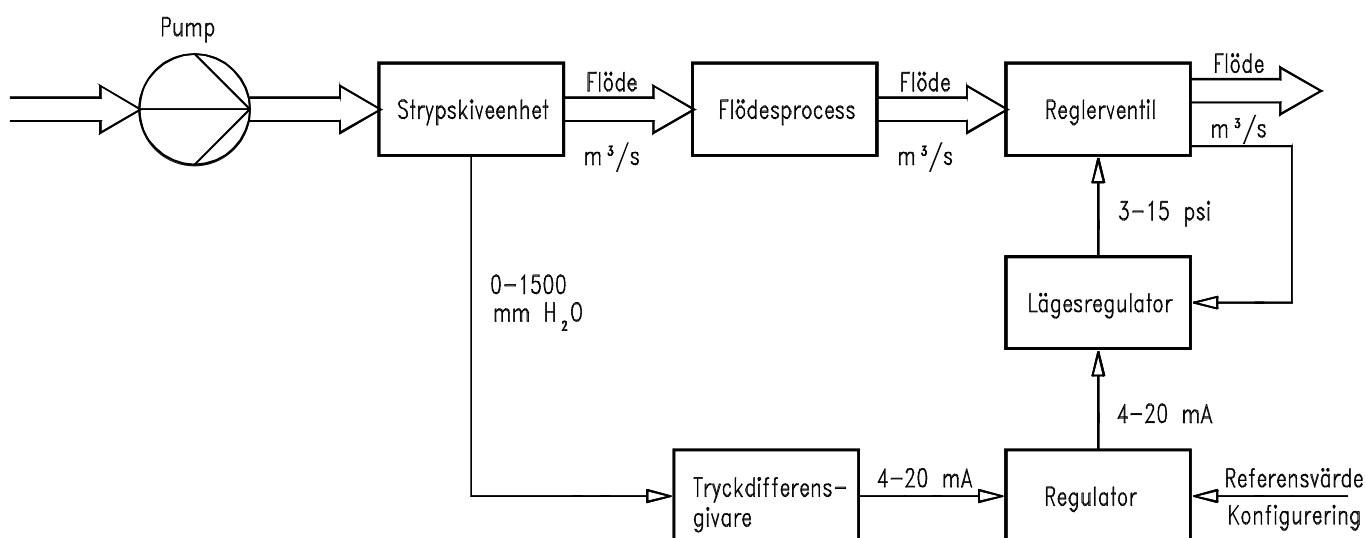 Pump
Flöde
Flöde
Flöde
Strypskiveenhet
Flödesprocess
Reglerventil
m³/s
m³/s
m³/s
3-15 psi
0-1500
mm H₂O
Lägesregulator
4-20 mA
Tryckdifferens-
givare
4-20 mA
Regulator
Referensvärde
Konfigurering